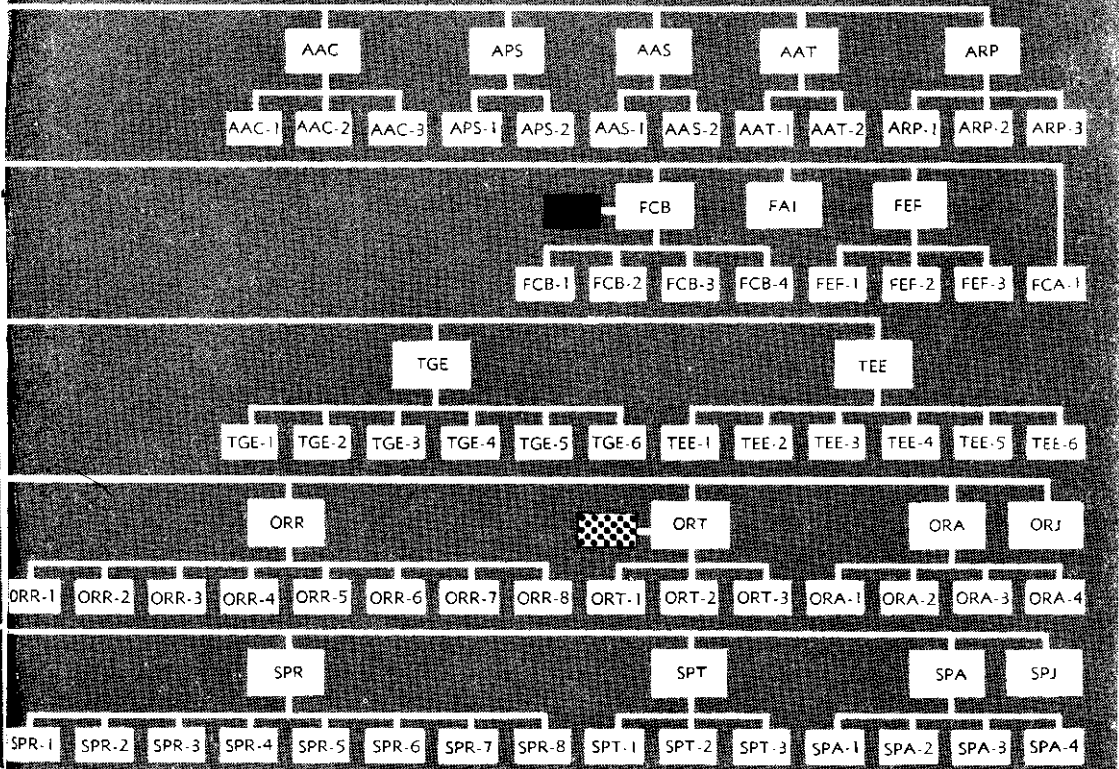 AAC APS AAS AAT ARP
AAC-1 AAC-2 AAC-3 APS-1 APS-2 AAS-1 AAS-2 AAT-1 AAT-2 ARP-1 ARP-2 ARP-3
FCB FAI FEF
FCB-1 FCB-2 FCB-3 FCB-4 FEF-1 FEF-2 FEF-3 FCA-1
TGE TEE
TGE-1 TGE-2 TGE-3 TGE-4 TGE-5 TGE-6 TEE-1 TEE-2 TEE-3 TEE-4 TEE-5 TEE-6
ORR ORT ORA ORJ
ORR-1 ORR-2 ORR-3 ORR-4 ORR-5 ORR-6 ORR-7 ORR-8 ORT-1 ORT-2 ORT-3 ORA-1 ORA-2 ORA-3 ORA-4
SPR SPT SPA SPJ
SPR-1 SPR-2 SPR-3 SPR-4 SPR-5 SPR-6 SPR-7 SPR-8 SPT-1 SPT-2 SPT-3 SPA-1 SPA-2 SPA-3 SPA-4